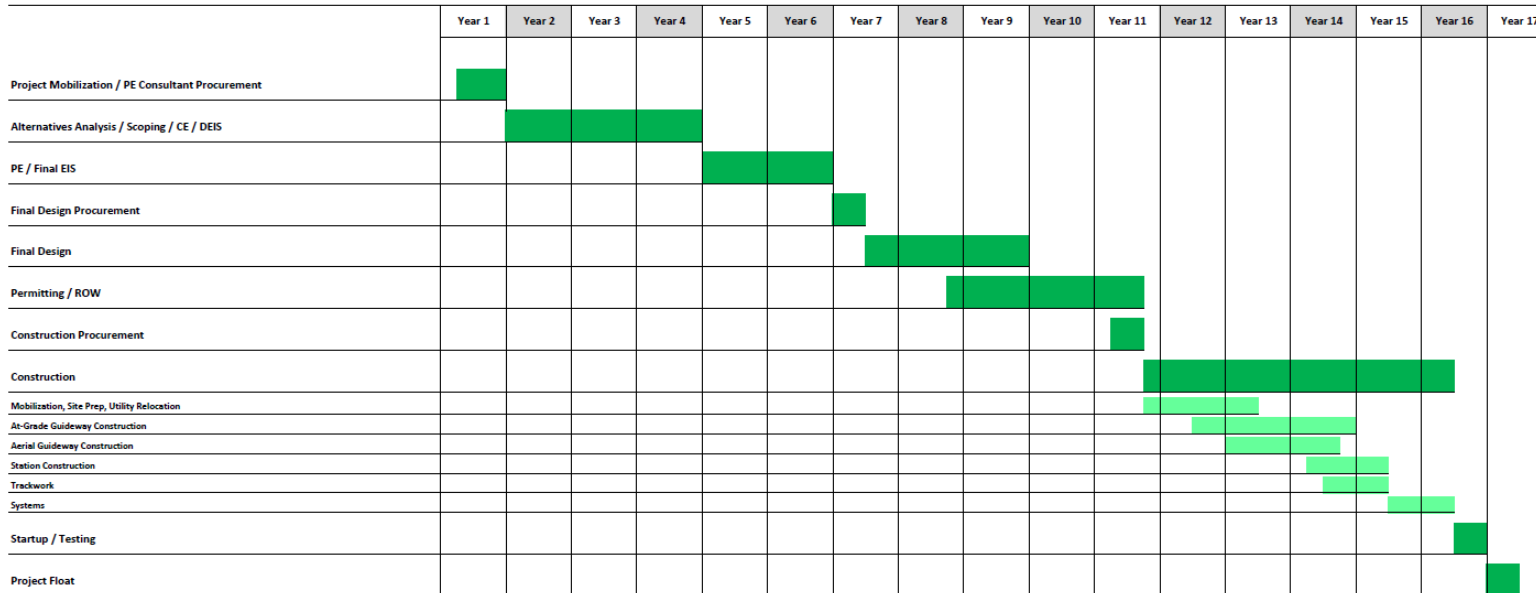 Year 1 Year 2 Year 3 Year 4 Year 5 Year 6 Year 7 Year 8 Year 9 Year 10 Year 11 Year 12 Year 13 Year 14 Year 15 Year 16 Year 17
Project Mobilization / PE Consultant Procurement
Alternatives Analysis / Scoping / CE / DEIS
PE / Final EIS
Final Design Procurement
Final Design
Permitting / ROW
Construction Procurement
Construction
Mobilization, Site Prep, Utility Relocation
At-Grade Guideway Construction
Aerial Guideway Construction
Station Construction
Trackwork
Systems
Startup / Testing
Project Float